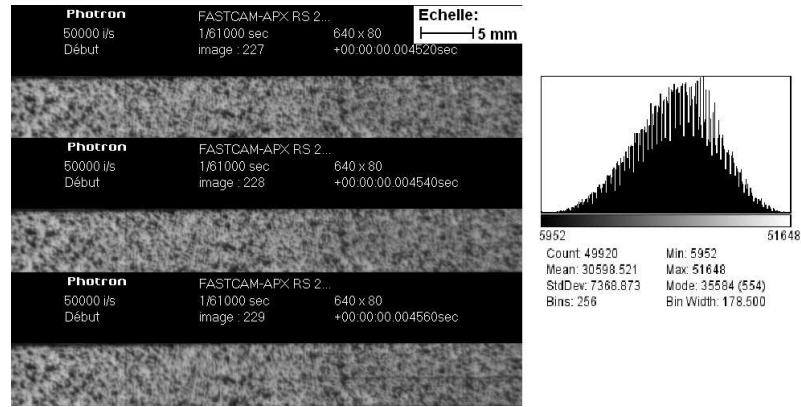 Photron FASTCAM-APX RS 2... Echelle:
50000 i/s 1/61000 sec 640 x 80 5 mm
Début image : 227 +00:00:00.004520sec
Photron FASTCAM-APX RS 2...
50000 i/s 1/61000 sec 640 x 80
Début image : 228 +00:00:00.004540sec
Photron FASTCAM-APX RS 2...
50000 i/s 1/61000 sec 640 x 80
Début image : 229 +00:00:00.004560sec
5952 51648
Count: 49920 Min: 5952
Mean: 30598.521 Max: 51648
StdDev: 7368.873 Mode: 35584 (554)
Bins: 256 Bin Width: 178.500